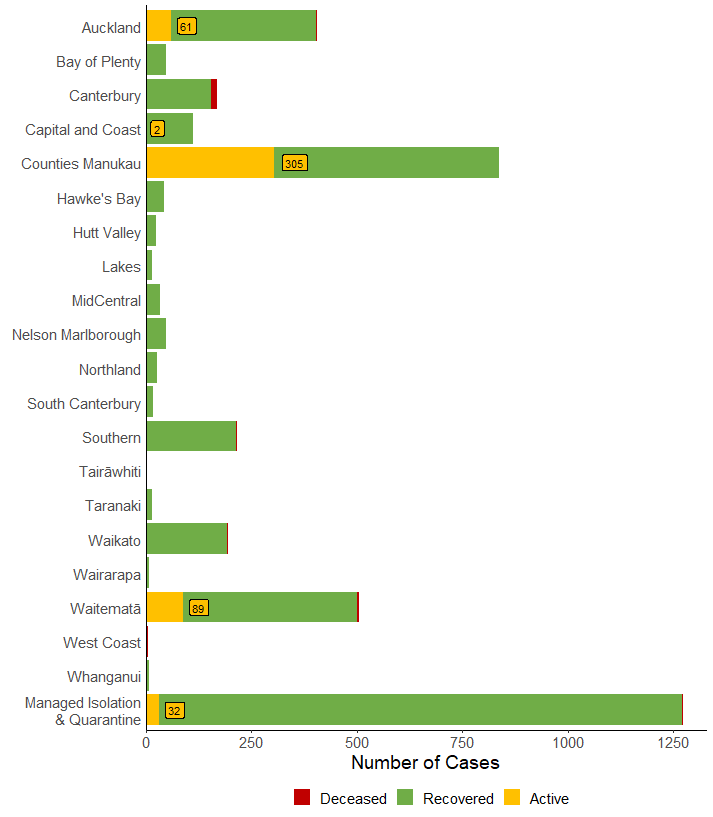 Auckland
61
Bay of Plenty
Canterbury
Capital and Coast
2
Counties Manukau
305
Hawke's Bay
Hutt Valley
Lakes
MidCentral
Nelson Marlborough
Northland
South Canterbury
Southern
Tairāwhiti
Taranaki
Waikato
Wairarapa
Waitematā
89
West Coast
Whanganui
Managed Isolation
& Quarantine
32
0 250 500 750 1000 1250
Number of Cases
Deceased Recovered Active